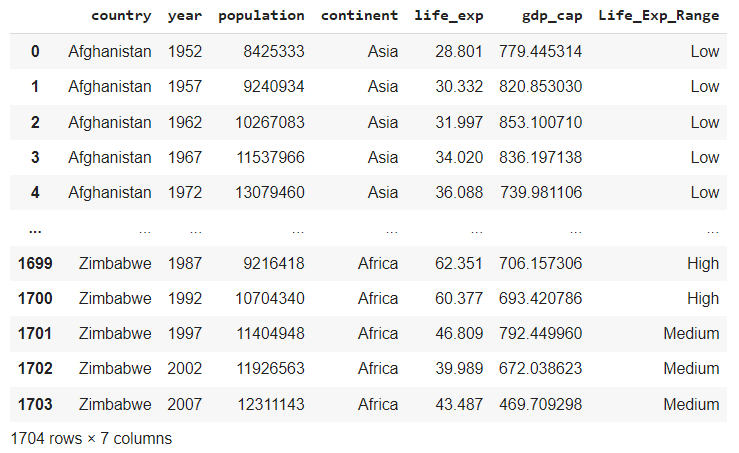 country year population continent life_exp gdp_cap Life_Exp_Range
0 Afghanistan 1952 8425333 Asia 28.801 779.445314 Low
1 Afghanistan 1957 9240934 Asia 30.332 820.853030 Low
2 Afghanistan 1962 10267083 Asia 31.997 853.100710 Low
3 Afghanistan 1967 11537966 Asia 34.020 836.197138 Low
4 Afghanistan 1972 13079460 Asia 36.088 739.981106 Low
... ... ... ... ... ... ... ...
1699 Zimbabwe 1987 9216418 Africa 62.351 706.157306 High
1700 Zimbabwe 1992 10704340 Africa 60.377 693.420786 High
1701 Zimbabwe 1997 11404948 Africa 46.809 792.449960 Medium
1702 Zimbabwe 2002 11926563 Africa 39.989 672.038623 Medium
1703 Zimbabwe 2007 12311143 Africa 43.487 469.709298 Medium
1704 rows × 7 columns